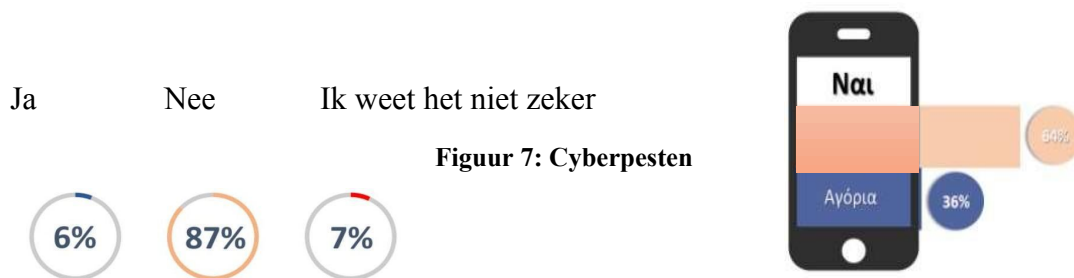 Ja Nee Ik weet het niet zeker
Figuur 7: Cyberpesten
6% 87% 7%
Ναι
64%
Αγόρια 36%